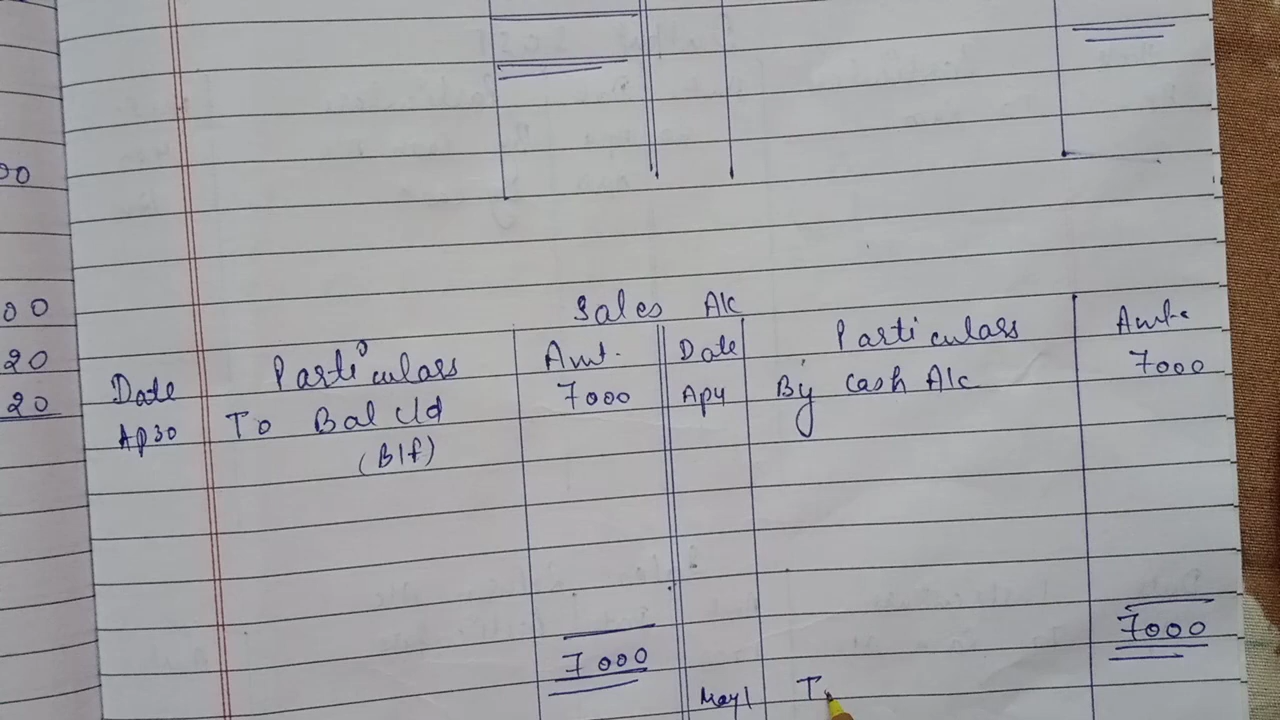 00
00
20
20
Sales A/c
Date Particulars Amt. Date Particulars Amt.
Ap30 To Bal c/d 7000 Ap4 By Cash A/c 7000
(B/f)
7000 7000
May1 T